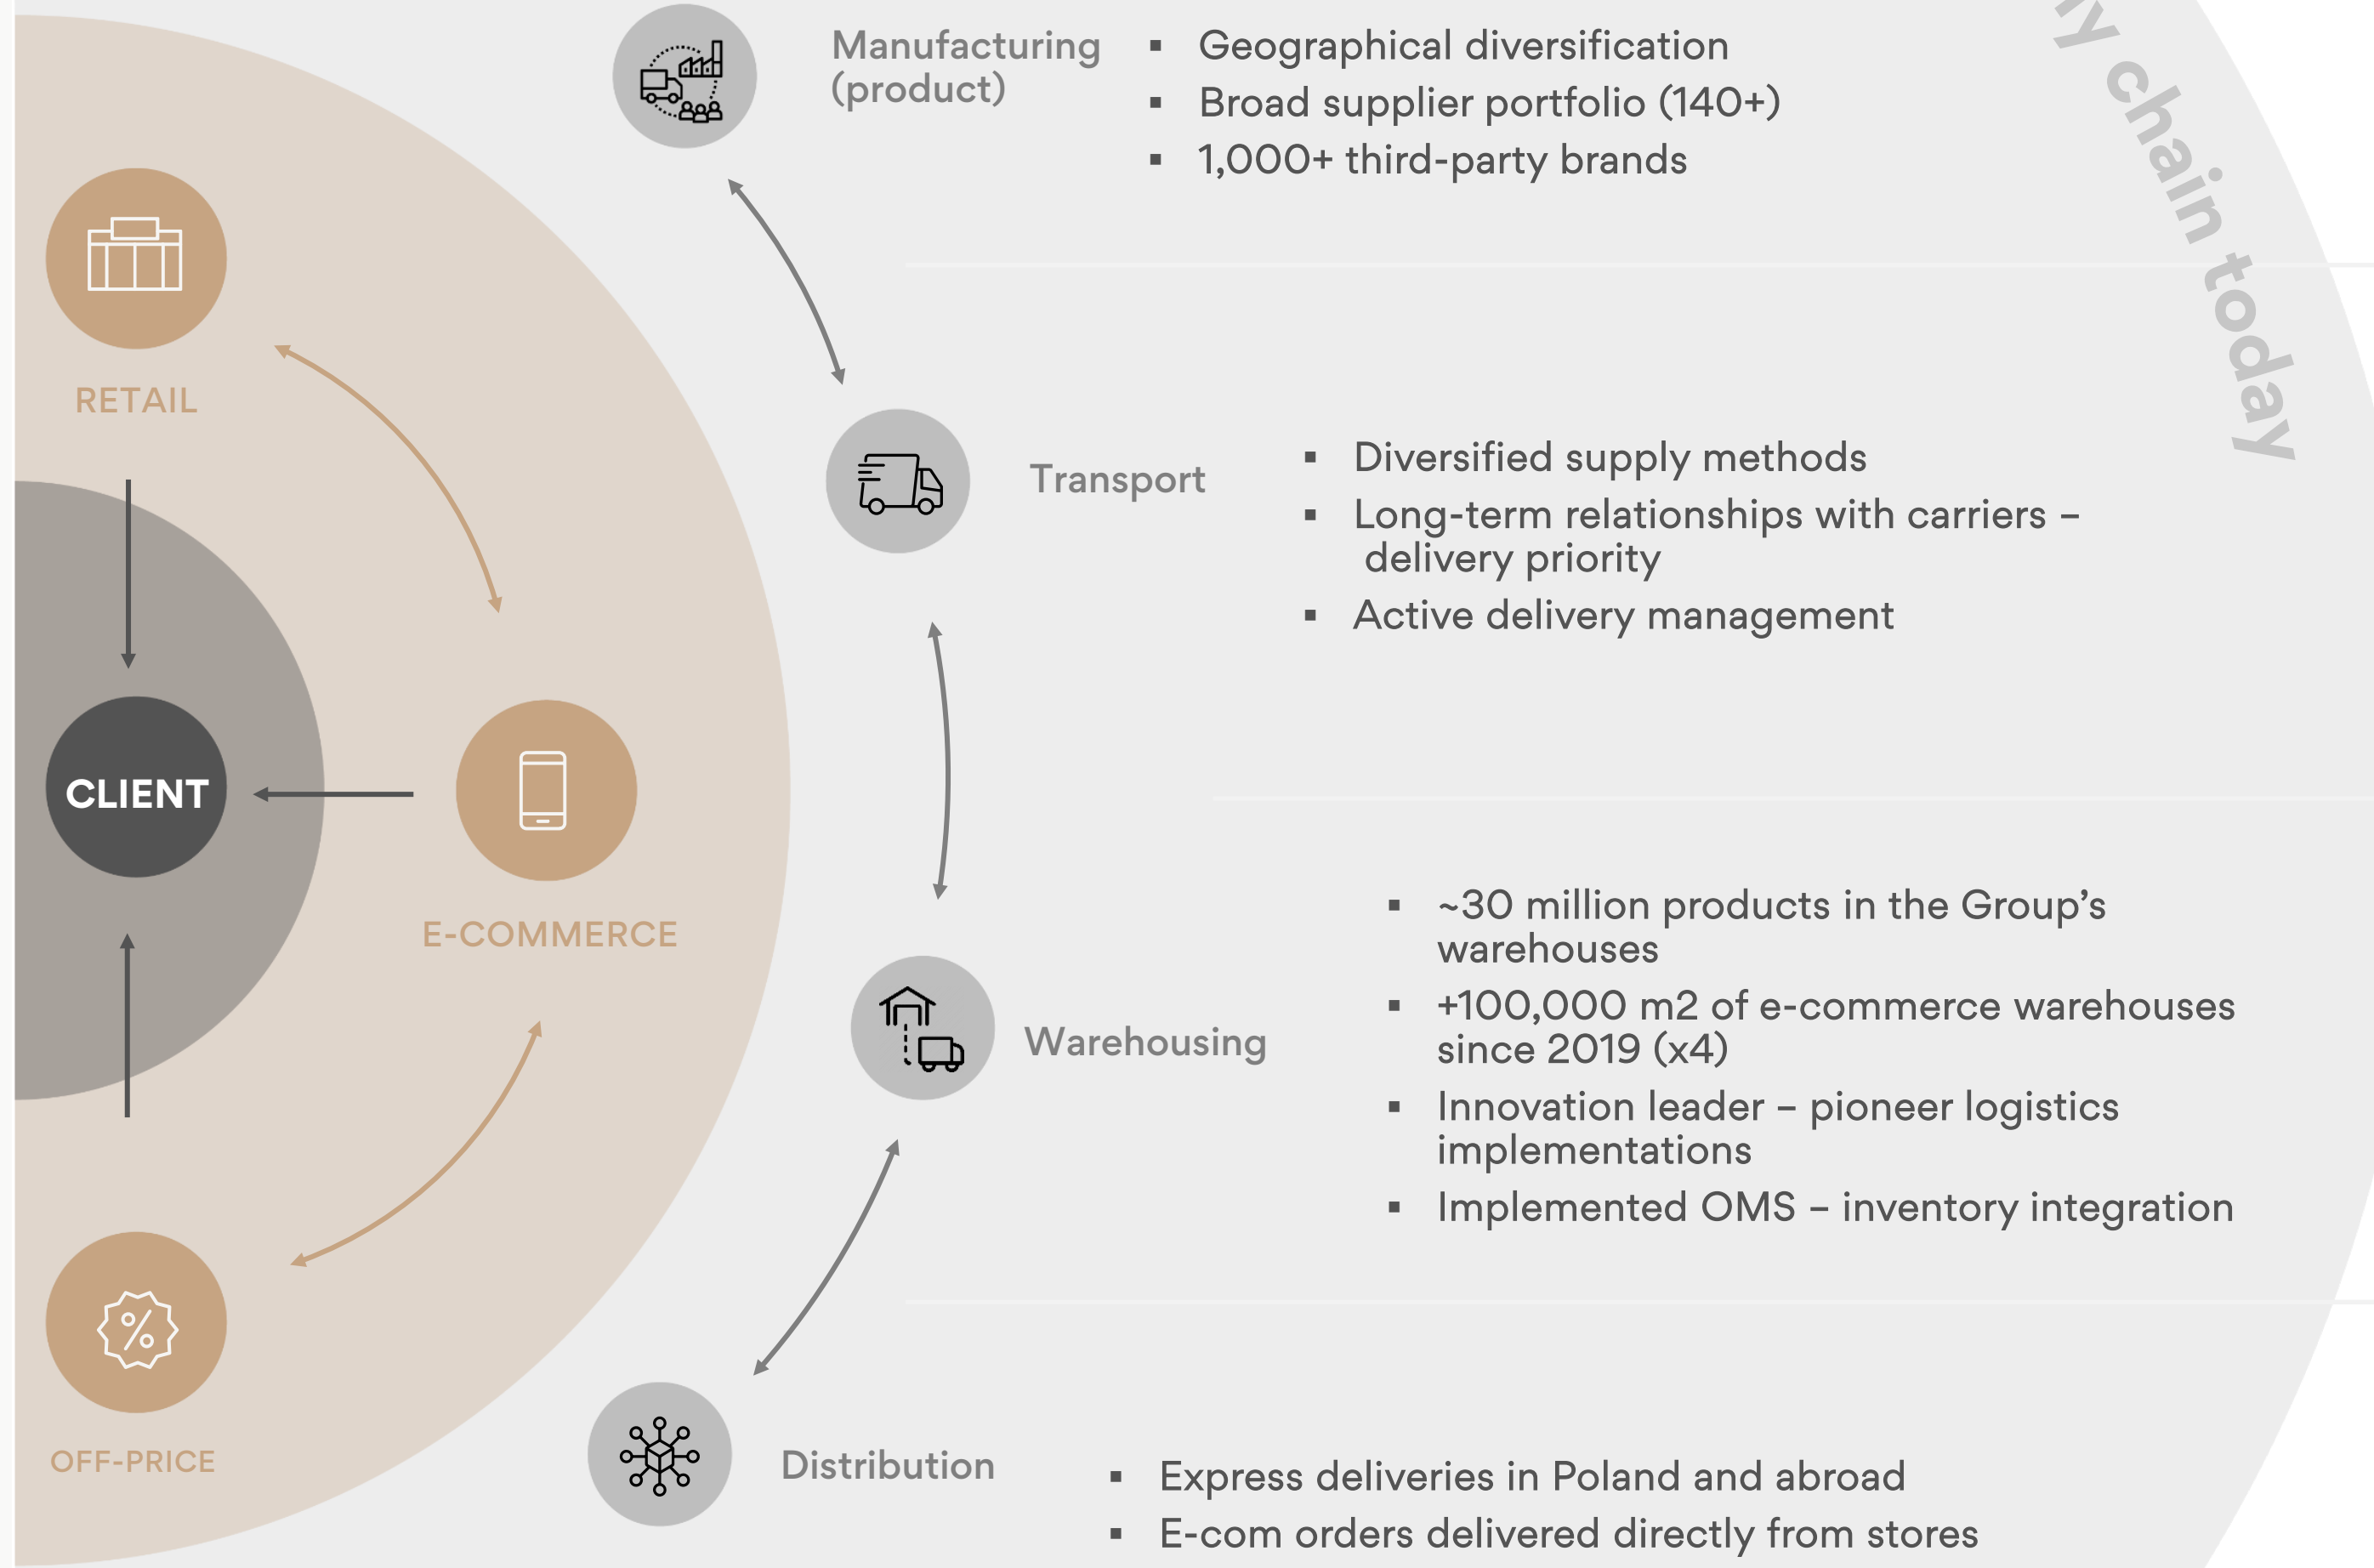 Manufacturing
(product)
▪ Geographical diversification
▪ Broad supplier portfolio (140+)
▪ 1,000+ third-party brands
chain today
RETAIL
Transport
▪ Diversified supply methods
▪ Long-term relationships with carriers –
delivery priority
▪ Active delivery management
CLIENT
E-COMMERCE
Warehousing
▪ ~30 million products in the Group’s
warehouses
▪ +100,000 m2 of e-commerce warehouses
since 2019 (x4)
▪ Innovation leader – pioneer logistics
implementations
▪ Implemented OMS – inventory integration
OFF-PRICE
%
Distribution
▪ Express deliveries in Poland and abroad
▪ E-com orders delivered directly from stores